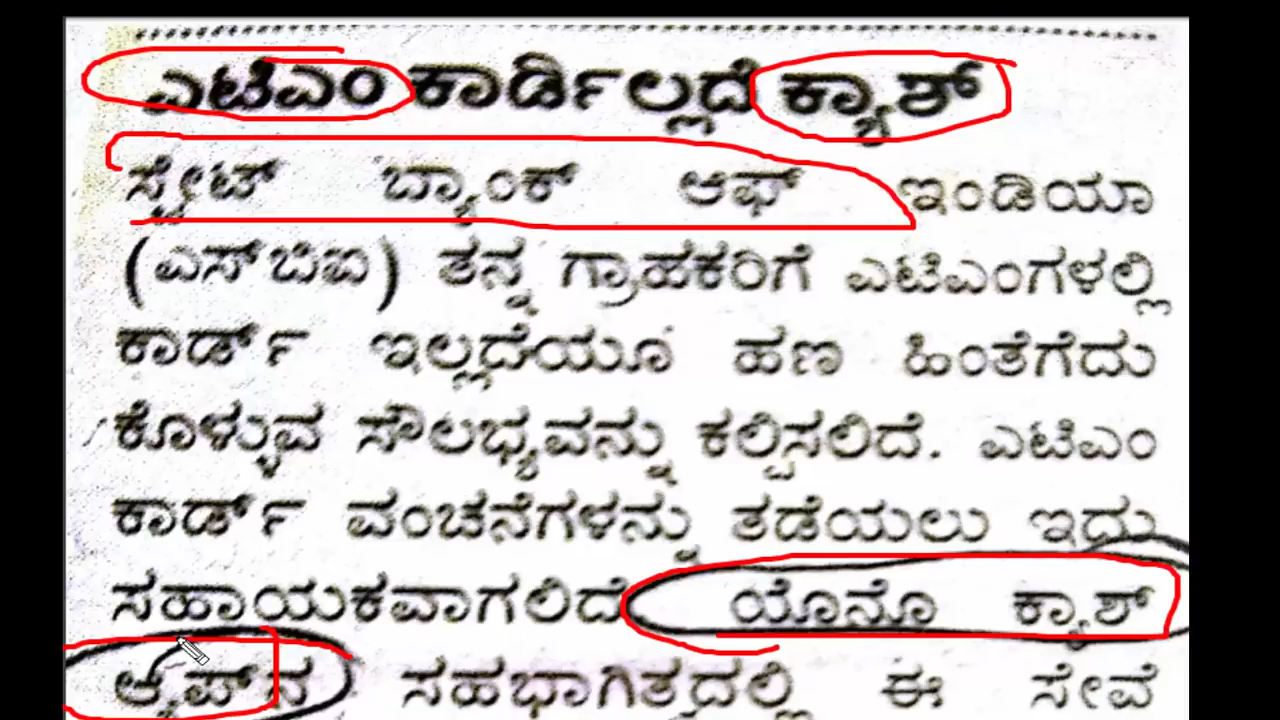 ಎಟಿಎಂ ಕಾರ್ಡಿಲ್ಲದೆ ಕ್ಯಾಶ್
ಸ್ಟೇಟ್ ಬ್ಯಾಂಕ್ ಆಫ್ ಇಂಡಿಯಾ
(ಎಸ್‌ಬಿಐ) ತನ್ನ ಗ್ರಾಹಕರಿಗೆ ಎಟಿಎಂಗಳಲ್ಲಿ
ಕಾರ್ಡ್ ಇಲ್ಲದೆಯೂ ಹಣ ಹಿಂತೆಗೆದು
ಕೊಳ್ಳುವ ಸೌಲಭ್ಯವನ್ನು ಕಲ್ಪಿಸಲಿದೆ. ಎಟಿಎಂ
ಕಾರ್ಡ್ ವಂಚನೆಗಳನ್ನು ತಡೆಯಲು ಇದು
ಸಹಾಯಕವಾಗಲಿದೆ ಯೊನೊ ಕ್ಯಾಶ್
ಆ್ಯಪ್‌ನ ಸಹಭಾಗಿತ್ವದಲ್ಲಿ ಈ ಸೇವೆ